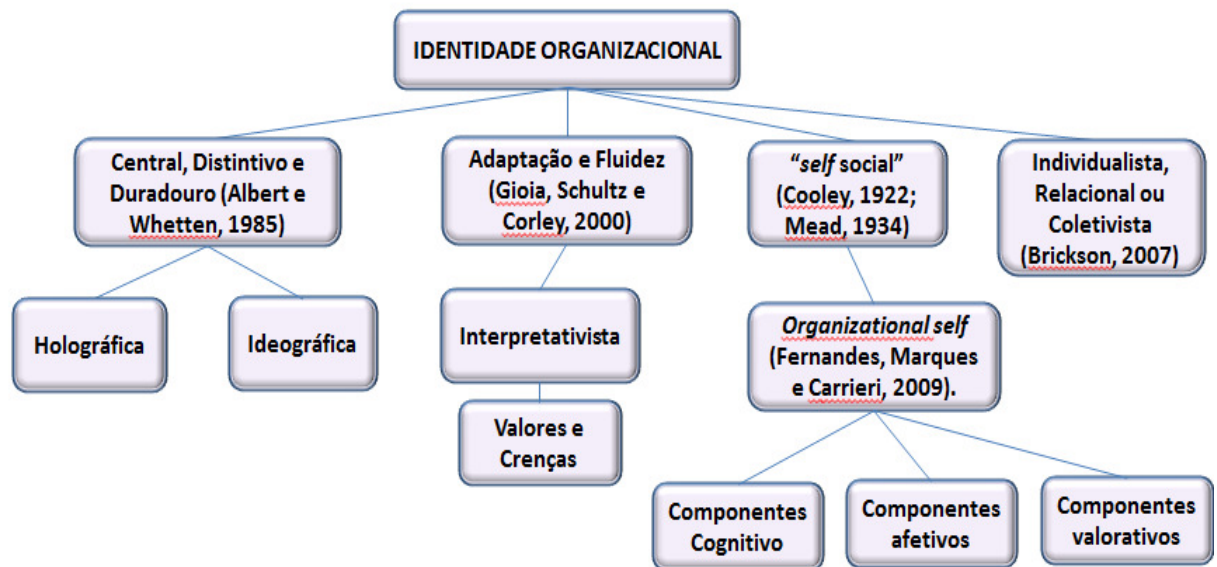 IDENTIDADE ORGANIZACIONAL
Central, Distintivo e
Duradouro (Albert e
Whetten, 1985)
Adaptação e Fluidez
(Gioia, Schultz e
Corley, 2000)
“self social”
(Cooley, 1922;
Mead, 1934)
Individualista,
Relacional ou
Coletivista
(Brickson, 2007)
Holográfica
Ideográfica
Interpretativista
Organizational self
(Fernandes, Marques
e Carrieri, 2009).
Valores e
Crenças
Componentes
Cognitivo
Componentes
afetivos
Componentes
valorativos